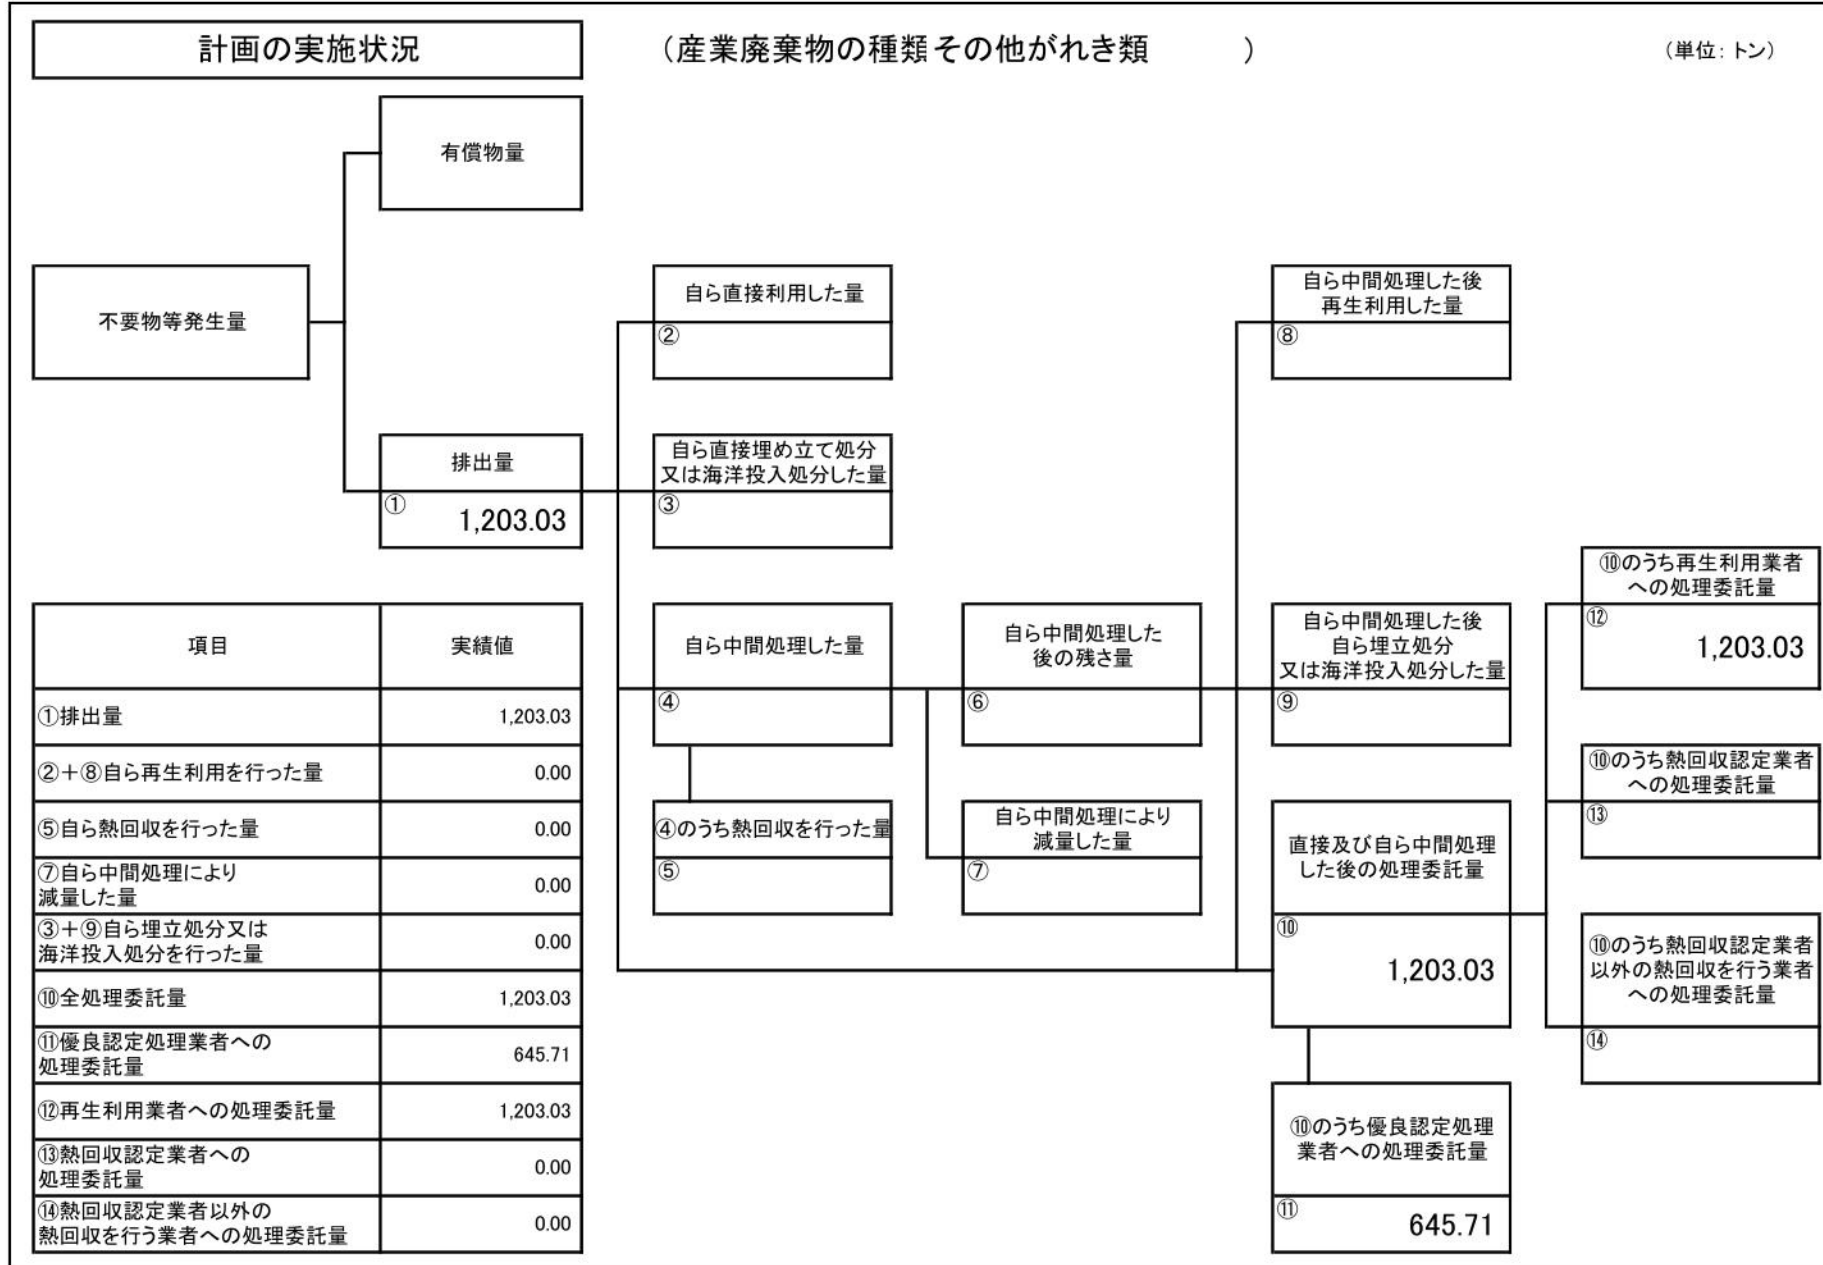 計画の実施状況
（産業廃棄物の種類その他がれき類　　　）
（単位：トン）
有償物量
不要物等発生量
自ら直接利用した量
②
自ら中間処理した後
再生利用した量
⑧
排出量
①
1,203.03
自ら直接埋め立て処分
又は海洋投入処分した量
③
⑩のうち再生利用業者
への処理委託量
⑫
1,203.03
自ら中間処理した量
④
自ら中間処理した
後の残さ量
⑥
自ら中間処理した後
自ら埋立処分
又は海洋投入処分した量
⑨
⑩のうち熱回収認定業者
への処理委託量
⑬
④のうち熱回収を行った量
⑤
自ら中間処理により
減量した量
⑦
直接及び自ら中間処理
した後の処理委託量
⑩
1,203.03
⑩のうち熱回収認定業者
以外の熱回収を行う業者
への処理委託量
⑭
⑩のうち優良認定処理
業者への処理委託量
⑪
645.71
項目 実績値
①排出量 1,203.03
②＋⑧自ら再生利用を行った量 0.00
⑤自ら熱回収を行った量 0.00
⑦自ら中間処理により
減量した量 0.00
③＋⑨自ら埋立処分又は
海洋投入処分を行った量 0.00
⑩全処理委託量 1,203.03
⑪優良認定処理業者への
処理委託量 645.71
⑫再生利用業者への処理委託量 1,203.03
⑬熱回収認定業者への
処理委託量 0.00
⑭熱回収認定業者以外の
熱回収を行う業者への処理委託量 0.00